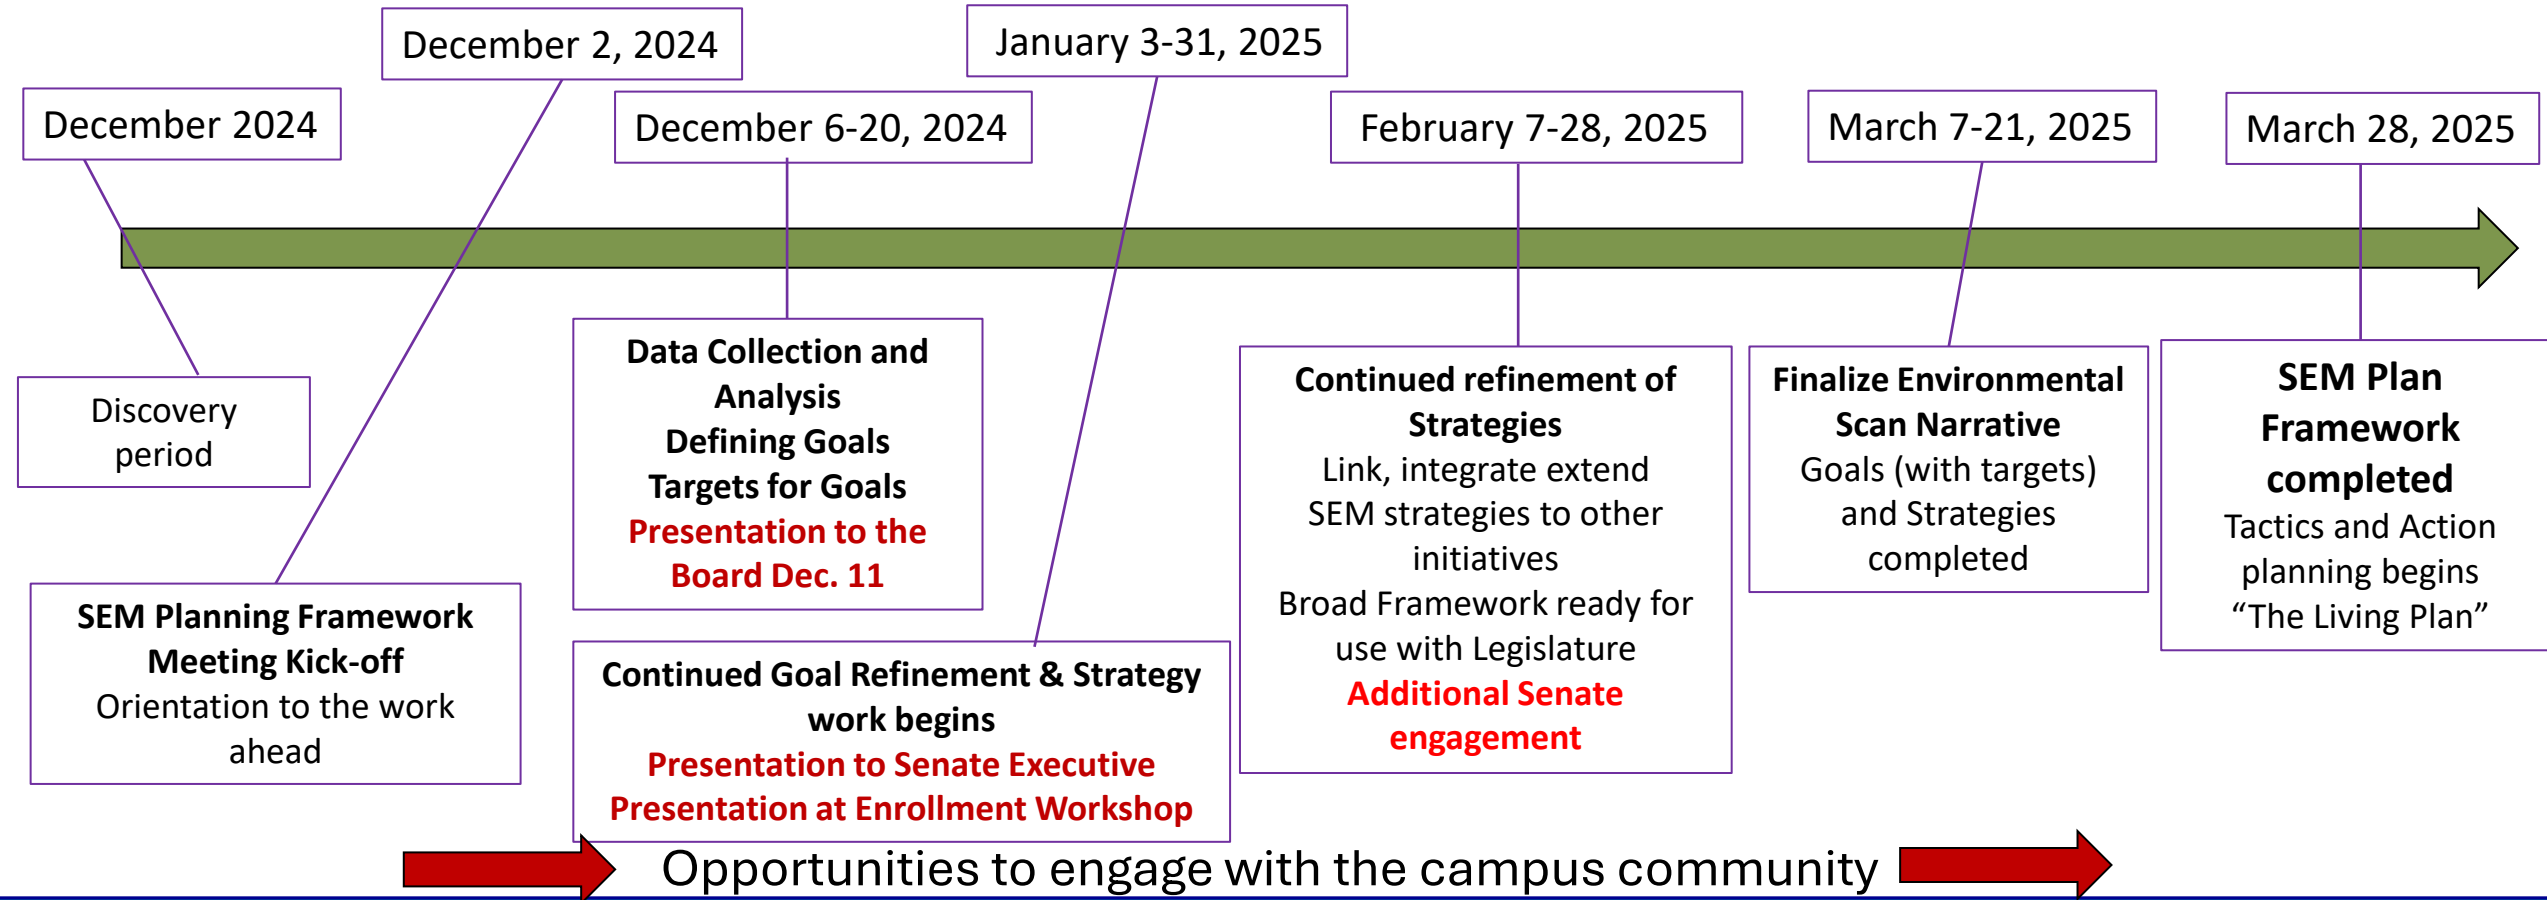 December 2, 2024
January 3-31, 2025
December 2024
December 6-20, 2024
February 7-28, 2025
March 7-21, 2025
March 28, 2025
Discovery
period
SEM Planning Framework
Meeting Kick-off
Orientation to the work
ahead
Data Collection and
Analysis
Defining Goals
Targets for Goals
Presentation to the
Board Dec. 11
Continued Goal Refinement & Strategy
work begins
Presentation to Senate Executive
Presentation at Enrollment Workshop
Continued refinement of
Strategies
Link, integrate extend
SEM strategies to other
initiatives
Broad Framework ready for
use with Legislature
Additional Senate
engagement
Finalize Environmental
Scan Narrative
Goals (with targets)
and Strategies
completed
SEM Plan
Framework
completed
Tactics and Action
planning begins
“The Living Plan”
Opportunities to engage with the campus community